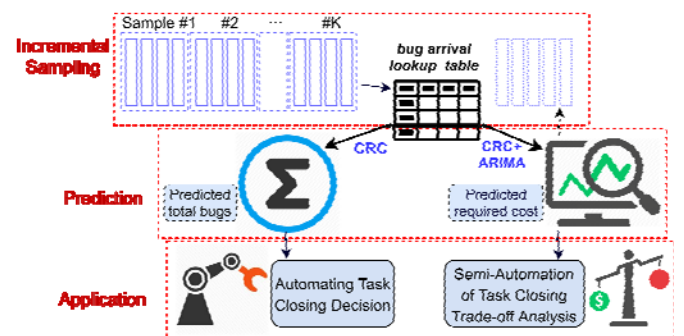 Sample #1 #2 ... #K
Incremental
Sampling
bug arrival
lookup table
CRC
CRC+
ARIMA
Σ
Prediction
Predicted
total bugs
Predicted
required cost
Application
Automating Task
Closing Decision
Semi-Automation
of Task Closing
Trade-off Analysis
$